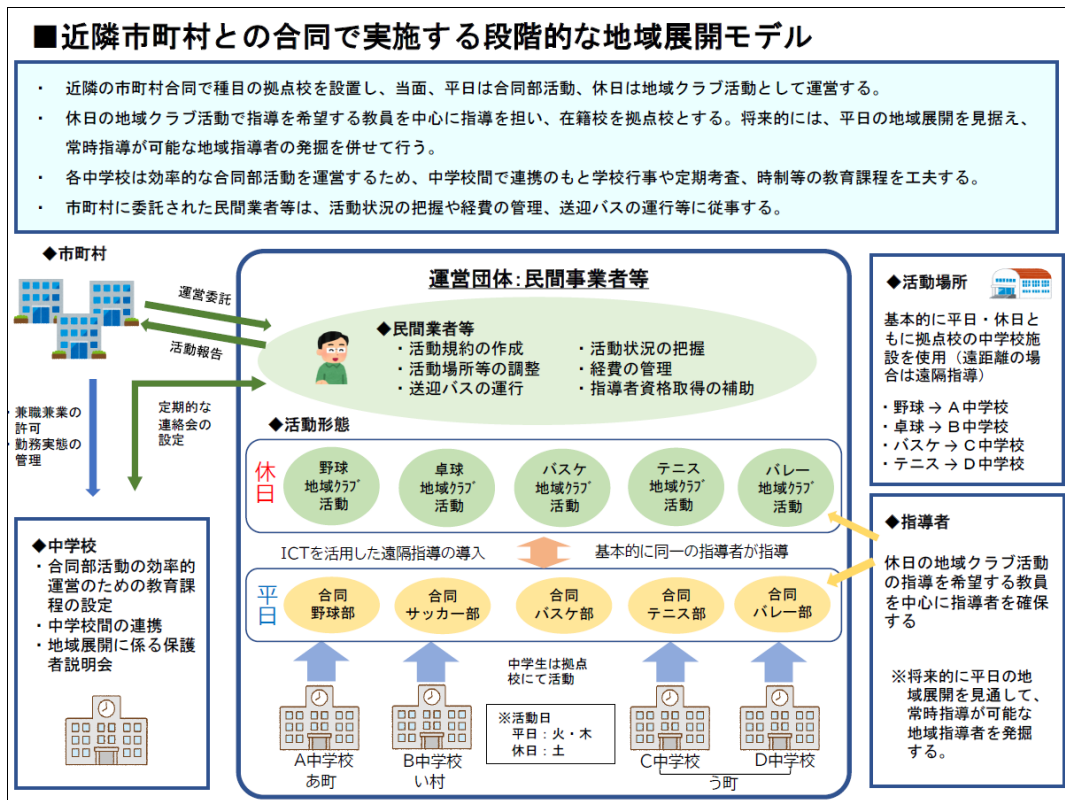 ■近隣市町村との合同で実施する段階的な地域展開モデル
・ 近隣の市町村合同で種目の拠点校を設置し、当面、平日は合同部活動、休日は地域クラブ活動として運営する。
・ 休日の地域クラブ活動で指導を希望する教員を中心に指導を担い、在籍校を拠点校とする。将来的には、平日の地域展開を見据え、
常時指導が可能な地域指導者の発掘を併せて行う。
・ 各中学校は効率的な合同部活動を運営するため、中学校間で連携のもと学校行事や定期考査、時制等の教育課程を工夫する。
・ 市町村に委託された民間業者等は、活動状況の把握や経費の管理、送迎バスの運行等に従事する。
◆市町村
運営委託
活動報告
・兼職兼業の
許可
・勤務実態の
管理
定期的な
連絡会の
設定
◆中学校
・合同部活動の効率的
運営のための教育課
程の設定
・中学校間の連携
・地域展開に係る保護
者説明会
運営団体：民間事業者等
◆民間業者等
・活動規約の作成
・活動場所等の調整
・送迎バスの運行
・活動状況の把握
・経費の管理
・指導者資格取得の補助
◆活動形態
休日
野球
地域クラブ
活動
卓球
地域クラブ
活動
バスケ
地域クラブ
活動
テニス
地域クラブ
活動
バレー
地域クラブ
活動
ICTを活用した遠隔指導の導入
基本的に同一の指導者が指導
平日
合同
野球部
合同
サッカー部
合同
バスケ部
合同
テニス部
合同
バレー部
中学生は拠点
校にて活動
※活動日
平日：火・木
休日：土
A中学校
あ町
B中学校
い村
C中学校
D中学校
う町
◆活動場所
基本的に平日・休日と
もに拠点校の中学校施
設を使用（遠距離の場
合は遠隔指導）
・野球→A中学校
・卓球→B中学校
・バスケ→C中学校
・テニス→D中学校
◆指導者
休日の地域クラブ活動
の指導を希望する教員
を中心に指導者を確保
する
※将来的に平日の地
域展開を見通して、
常時指導が可能な
地域指導者を発掘
する。